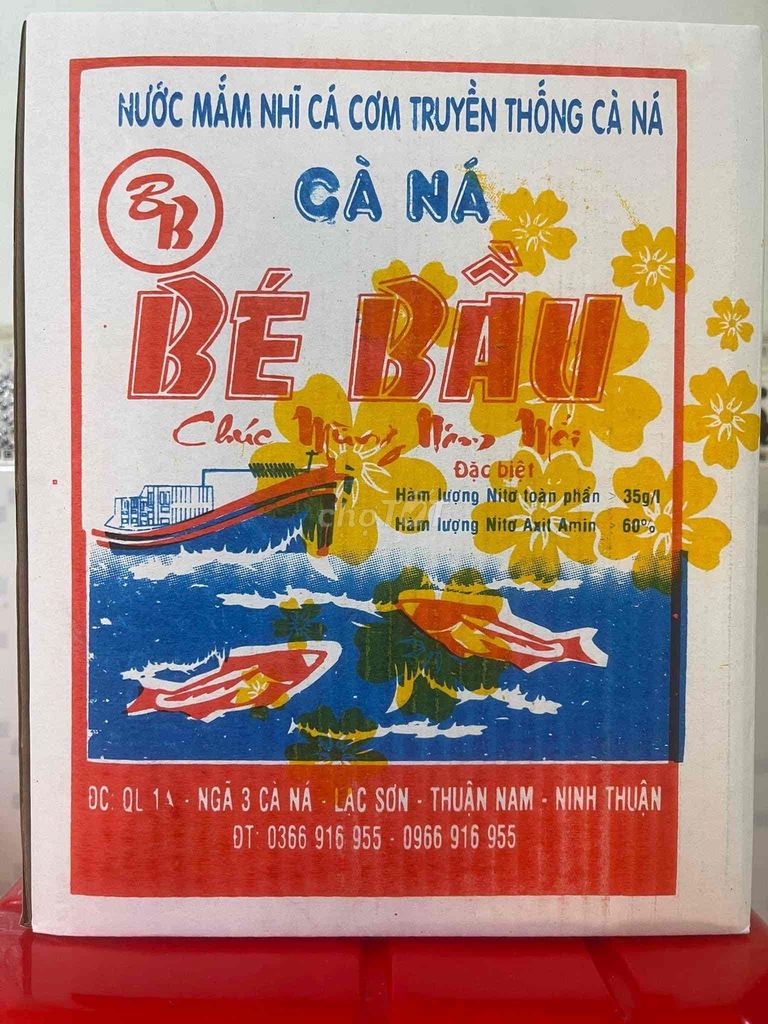 NƯỚC MẮM NHĨ CÁ CƠM TRUYỀN THỐNG CÀ NÁ
BB
CÀ NÁ
BÉ BẦU
Chúc Mừng Năm Mới
Đặc biệt
Hàm lượng Nitơ toàn phần > 35g/l
Hàm lượng Nitơ Axit Amin > 60%
chợTỐT
ĐC: QL 1A - NGÃ 3 CÀ NÁ - LẠC SƠN - THUẬN NAM - NINH THUẬN
ĐT: 0366 916 955 - 0966 916 955